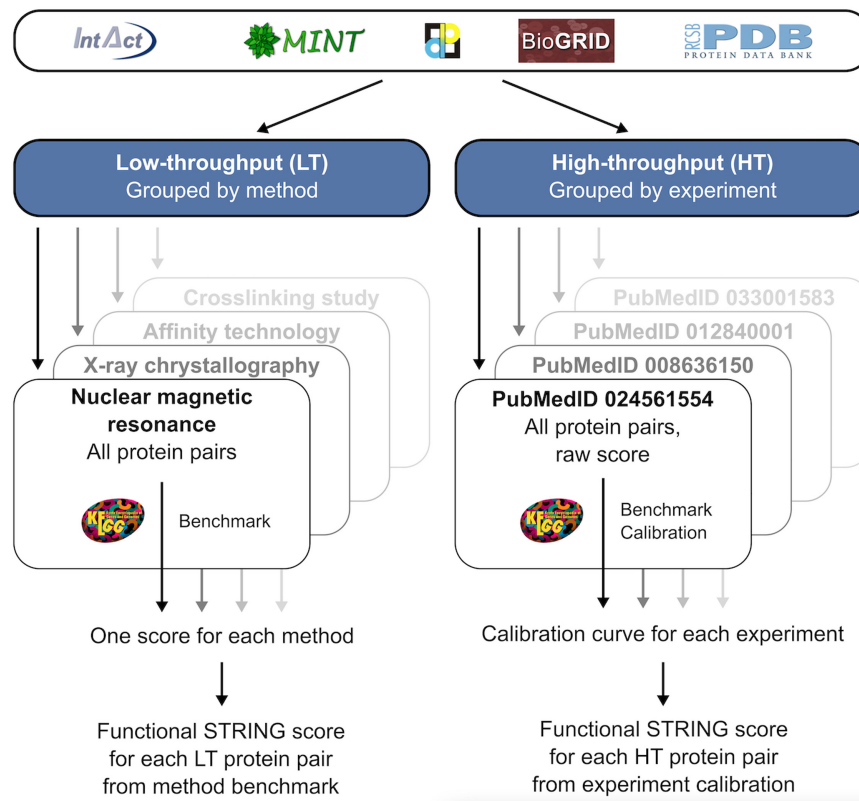 IntAct
MINT
dip
BioGRID
RCSB
PDB
PROTEIN DATA BANK
Low-throughput (LT)
Grouped by method
High-throughput (HT)
Grouped by experiment
Crosslinking study
Affinity technology
X-ray chrystallography
Nuclear magnetic
resonance
All protein pairs
KEGG
Benchmark
PubMedID 033001583
PubMedID 012840001
PubMedID 008636150
PubMedID 024561554
All protein pairs,
raw score
KEGG
Benchmark
Calibration
One score for each method
Calibration curve for each experiment
Functional STRING score
for each LT protein pair
from method benchmark
Functional STRING score
for each HT protein pair
from experiment calibration